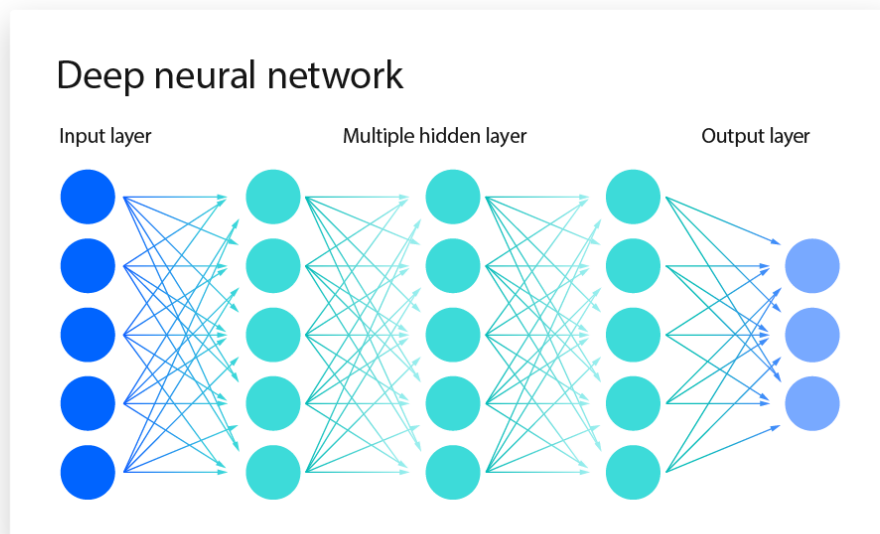 Deep neural network
Input layer
Multiple hidden layer
Output layer